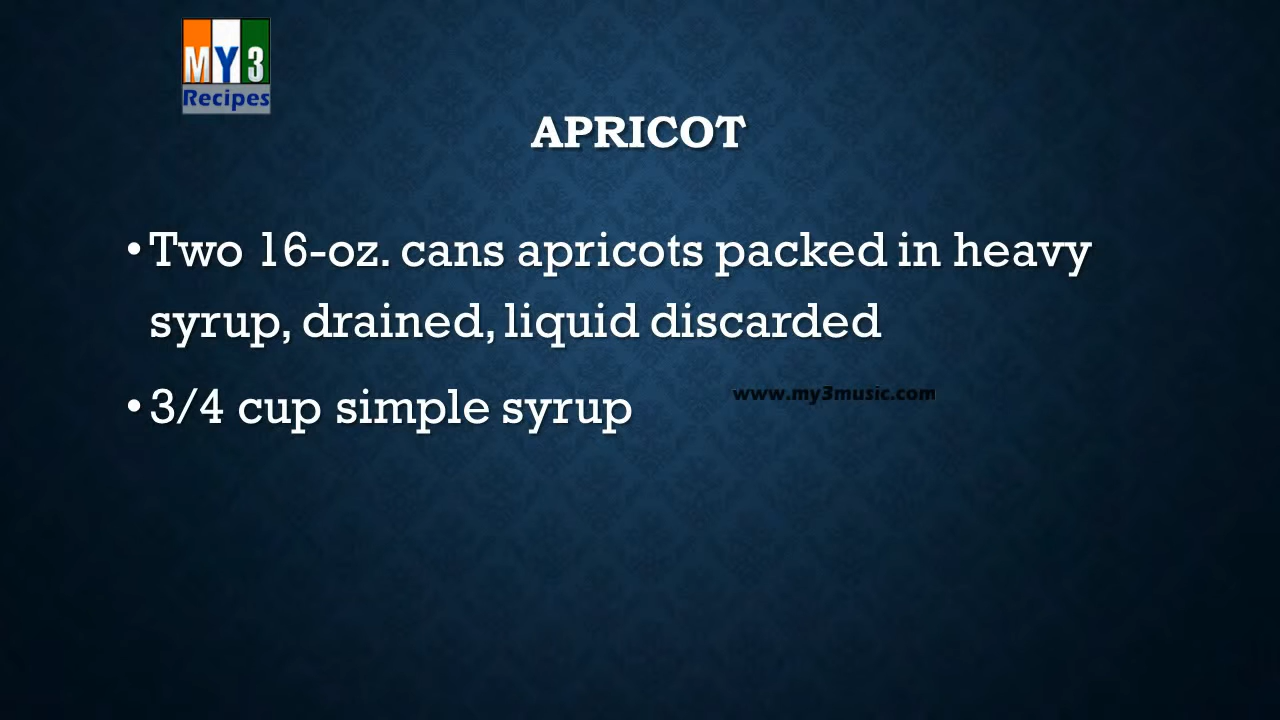 MY3
Recipes
APRICOT
•Two 16-oz. cans apricots packed in heavy
syrup, drained, liquid discarded
•3/4 cup simple syrup
www.my3music.com